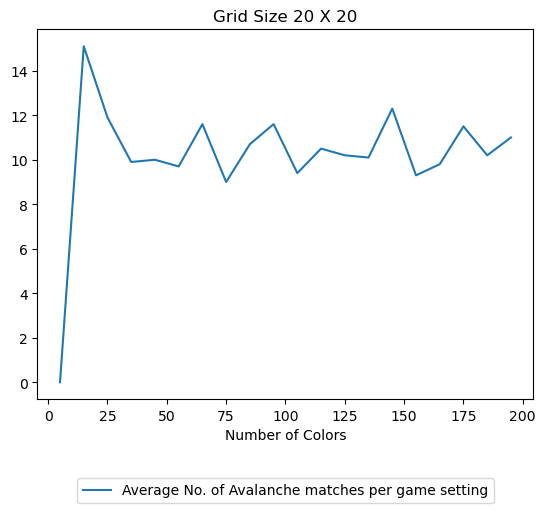 Grid Size 20 X 20
14
12
10
8
6
4
2
0
0 25 50 75 100 125 150 175 200
Number of Colors
Average No. of Avalanche matches per game setting